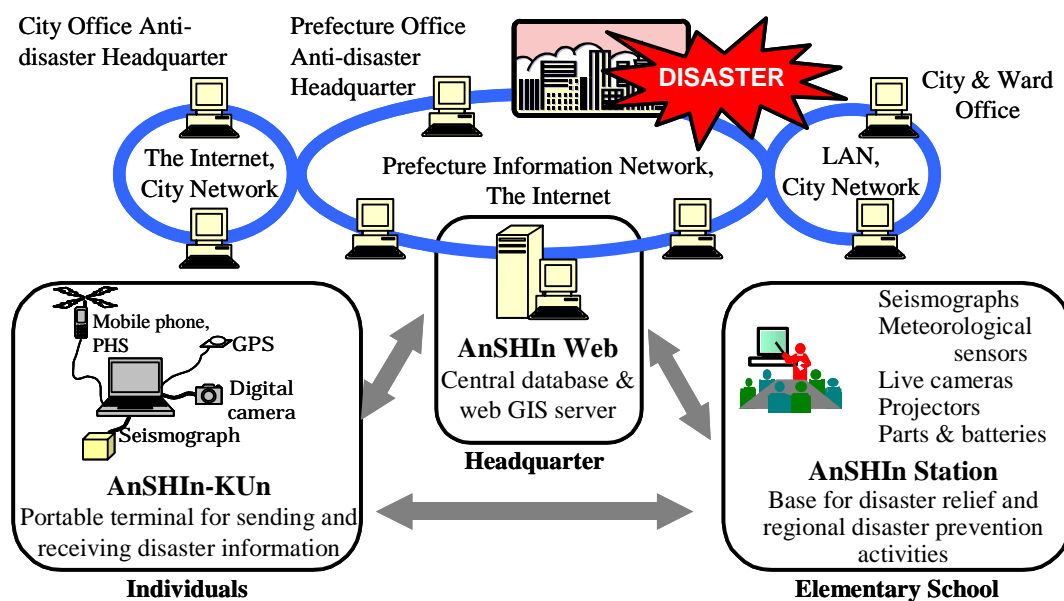 City Office Anti-
disaster Headquarter
Prefecture Office
Anti-disaster
Headquarter
DISASTER
City & Ward
Office
The Internet,
City Network
Prefecture Information Network,
The Internet
LAN,
City Network
Mobile phone,
PHS
GPS
Digital
camera
Seismograph
AnSHIn-KUn
Portable terminal for sending and
receiving disaster information
Individuals
AnSHIn Web
Central database &
web GIS server
Headquarter
Seismographs
Meteorological
sensors
Live cameras
Projectors
Parts & batteries
AnSHIn Station
Base for disaster relief and
regional disaster prevention
activities
Elementary School